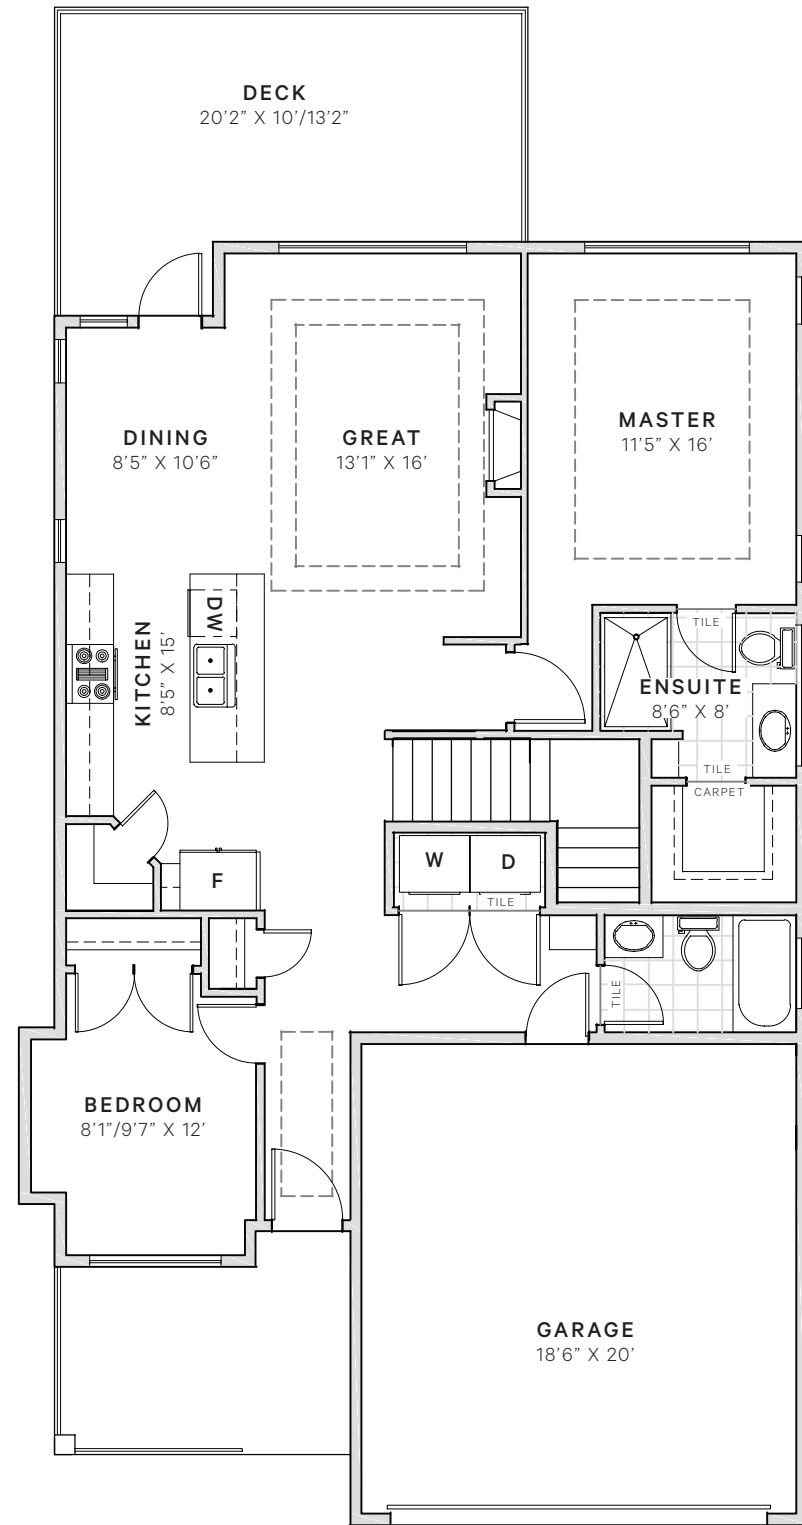 DECK
20’2” X 10’/13’2”
DINING
8’5” X 10’6”
GREAT
13’1” X 16’
MASTER
11’5” X 16’
DW
KITCHEN
8’5” X 15’
TILE
ENSUITE
8’6” X 8’
TILE
CARPET
W
D
TILE
F
TILE
BEDROOM
8’1”/9’7” X 12’
GARAGE
18’6” X 20’